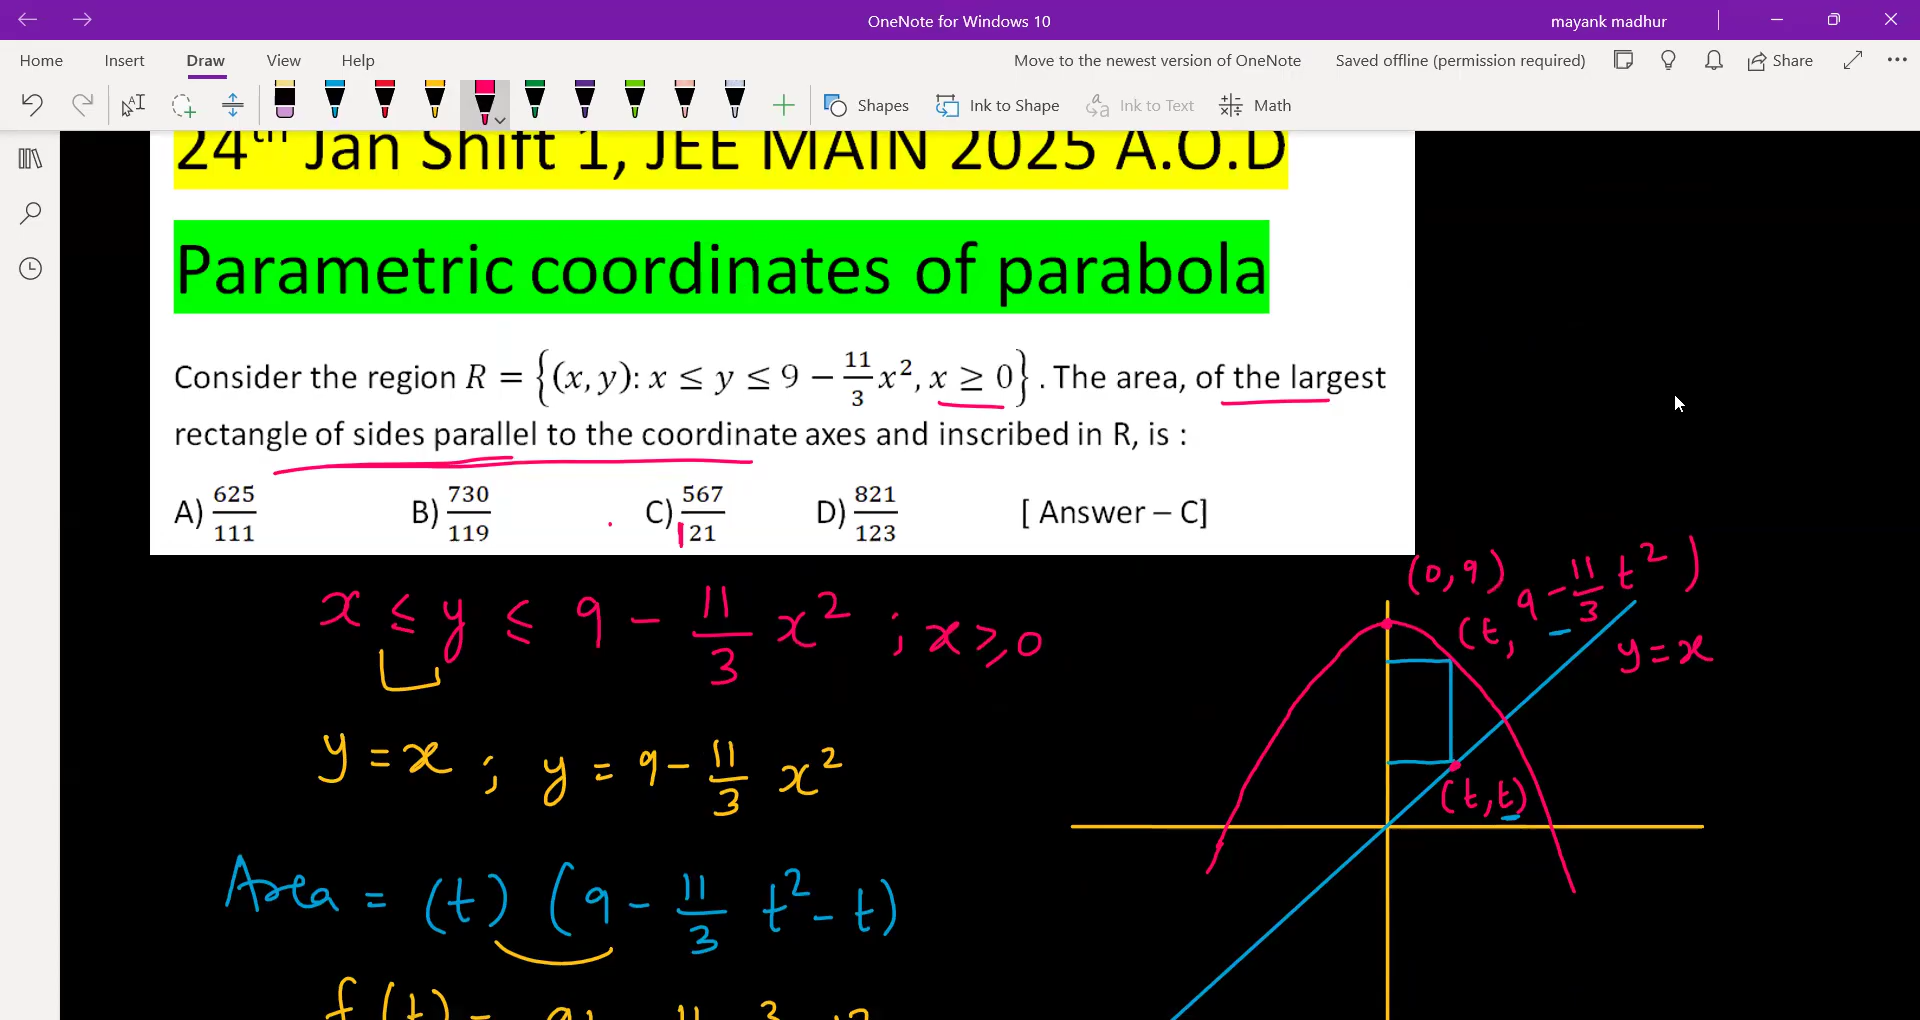 OneNote for Windows 10
mayank madhur
Home Insert Draw View Help
Move to the newest version of OneNote Saved offline (permission required) Share
Shapes Ink to Shape Ink to Text Math
24th Jan Shift 1, JEE MAIN 2025 A.O.D
Parametric coordinates of parabola
Consider the region R = {(x, y): x ≤ y ≤ 9 − 11/3 x², x ≥ 0} . The area, of the largest
rectangle of sides parallel to the coordinate axes and inscribed in R, is :
A) 625/111 B) 730/119 C) 567/121 D) 821/123 [ Answer – C]
(0, 9)
(t, 9 − 11/3 t²)
x ≤ y ≤ 9 − 11/3 x² ; x ≥ 0
y = x
y = x ; y = 9 − 11/3 x²
(t, t)
Area = (t) (9 − 11/3 t² − t)
f(t) =